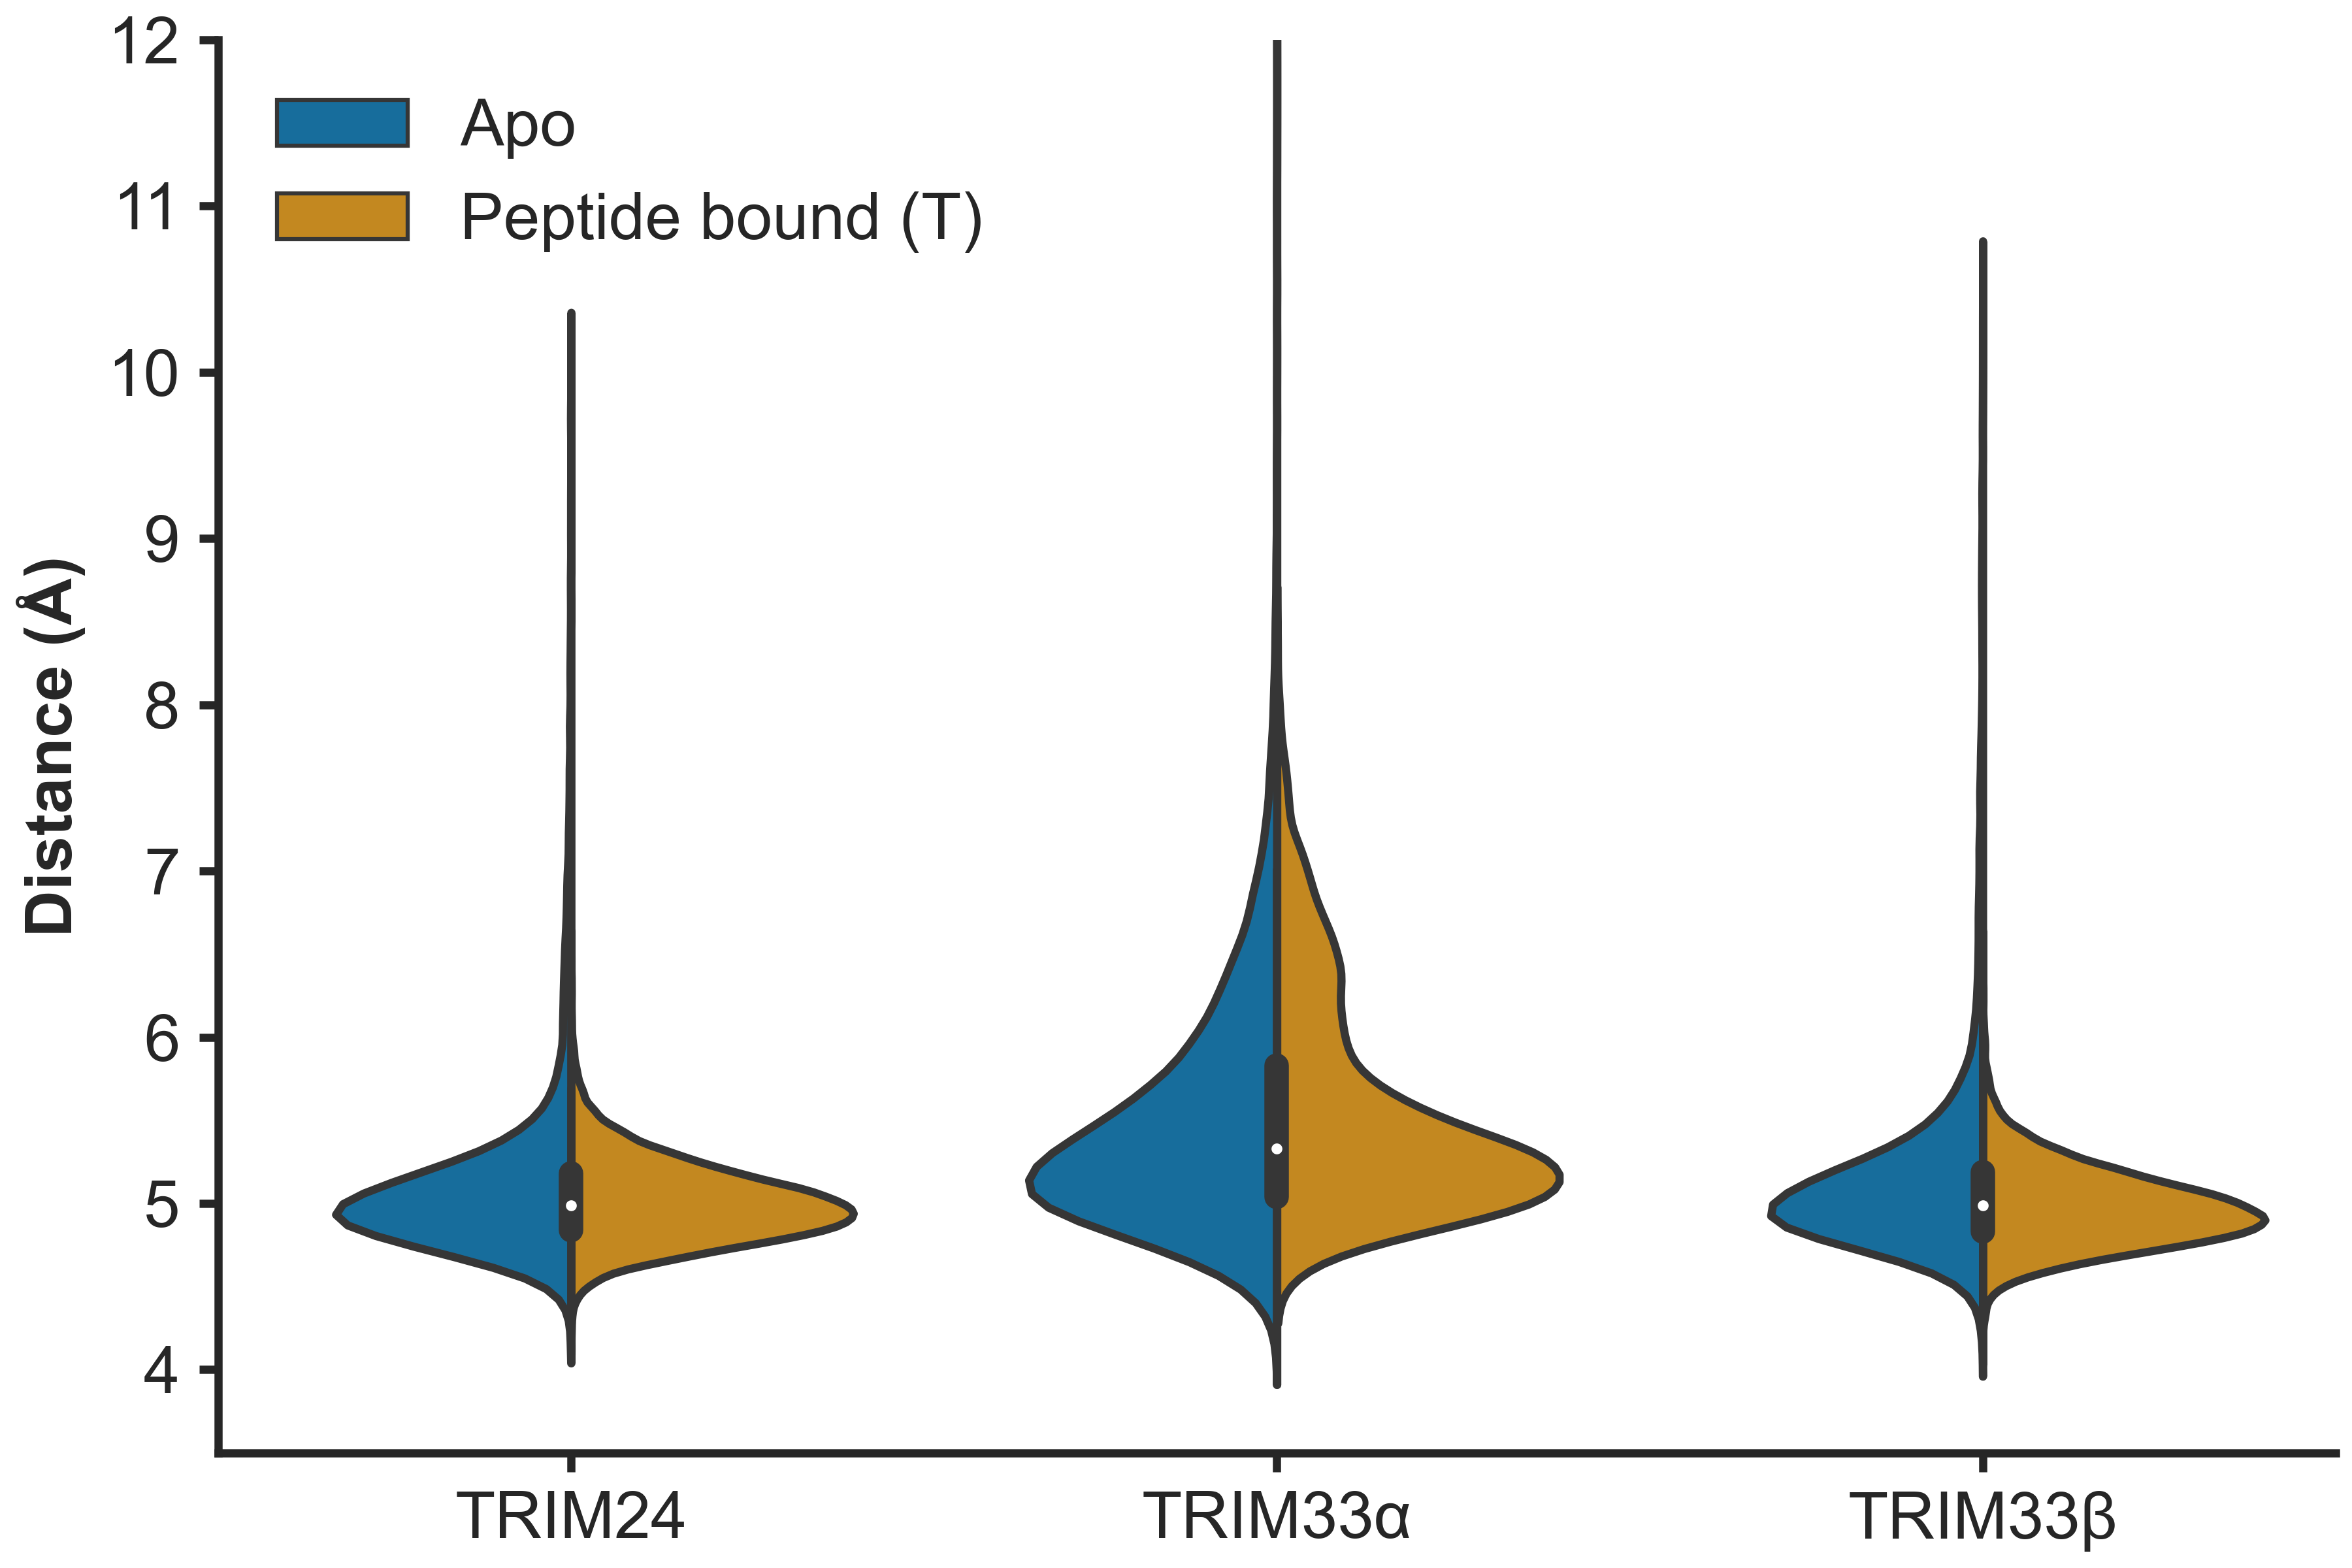 12
11
10
9
8
7
6
5
4
Distance (Å)
Apo
Peptide bound (T)
TRIM24
TRIM33α
TRIM33β